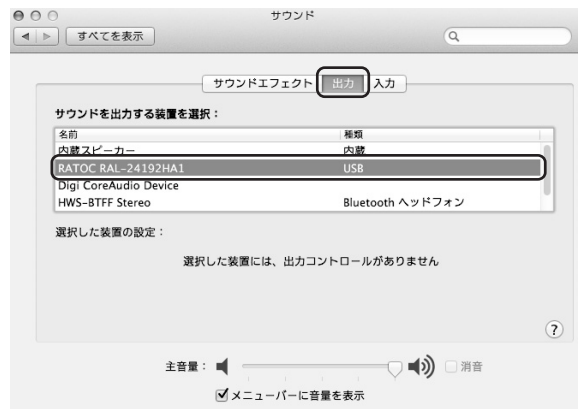 サウンド
すべてを表示
サウンドエフェクト 出力 入力
サウンドを出力する装置を選択：
名前 種類
内蔵スピーカー 内蔵
RATOC RAL-24192HA1 USB
Digi CoreAudio Device
HWS-BTFF Stereo Bluetooth ヘッドフォン
選択した装置の設定：
選択した装置には、出力コントロールがありません
?
主音量： 消音
メニューバーに音量を表示